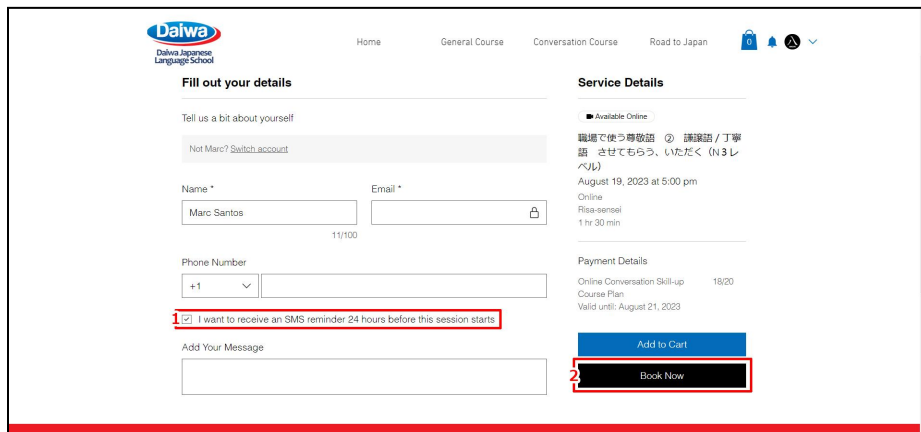 Daiwa
Daiwa Japanese
Language School
Home
General Course
Conversation Course
Road to Japan
0
Fill out your details
Tell us a bit about yourself
Not Marc? Switch account
Name *
Email *
Marc Santos
11/100
Phone Number
+1
1
I want to receive an SMS reminder 24 hours before this session starts
Add Your Message
Service Details
Available Online
職場で使う尊敬語 ② 謙譲語 / 丁寧
語 させてもらう、いただく（N３レ
ベル）
August 19, 2023 at 5:00 pm
Online
Risa-sensei
1 hr 30 min
Payment Details
Online Conversation Skill-up 18/20
Course Plan
Valid until: August 21, 2023
Add to Cart
2
Book Now